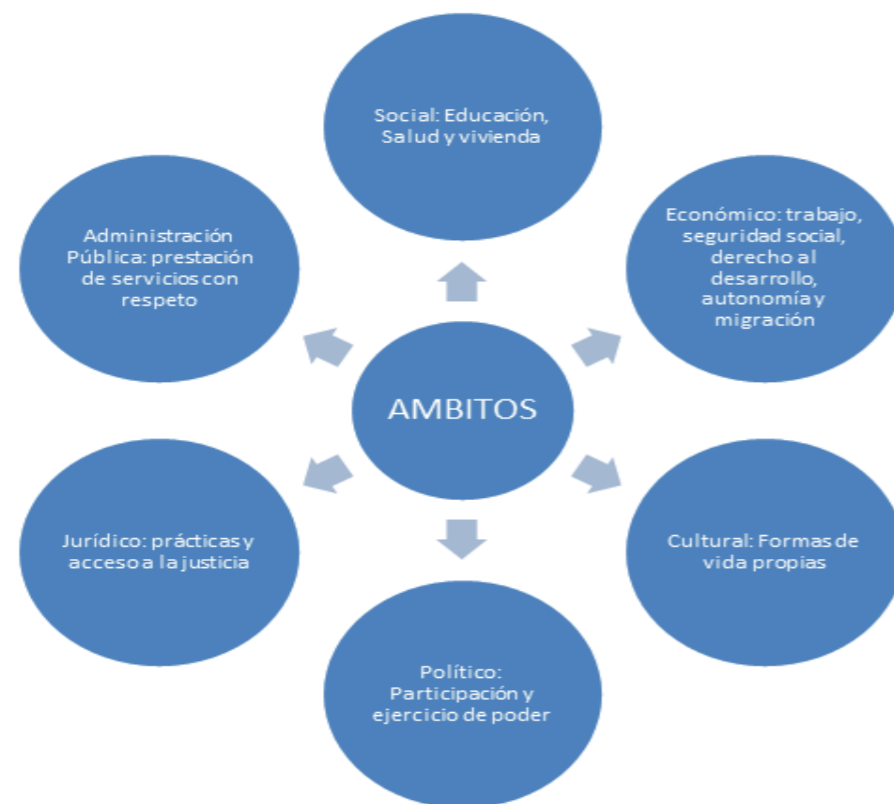 Social: Educación,
Salud y vivienda
Económico: trabajo,
seguridad social,
derecho al
desarrollo,
autonomía y
migración
Cultural: Formas de
vida propias
Político:
Participación y
ejercicio de poder
Jurídico: prácticas y
acceso a la justicia
Administración
Pública: prestación
de servicios con
respeto
AMBITOS